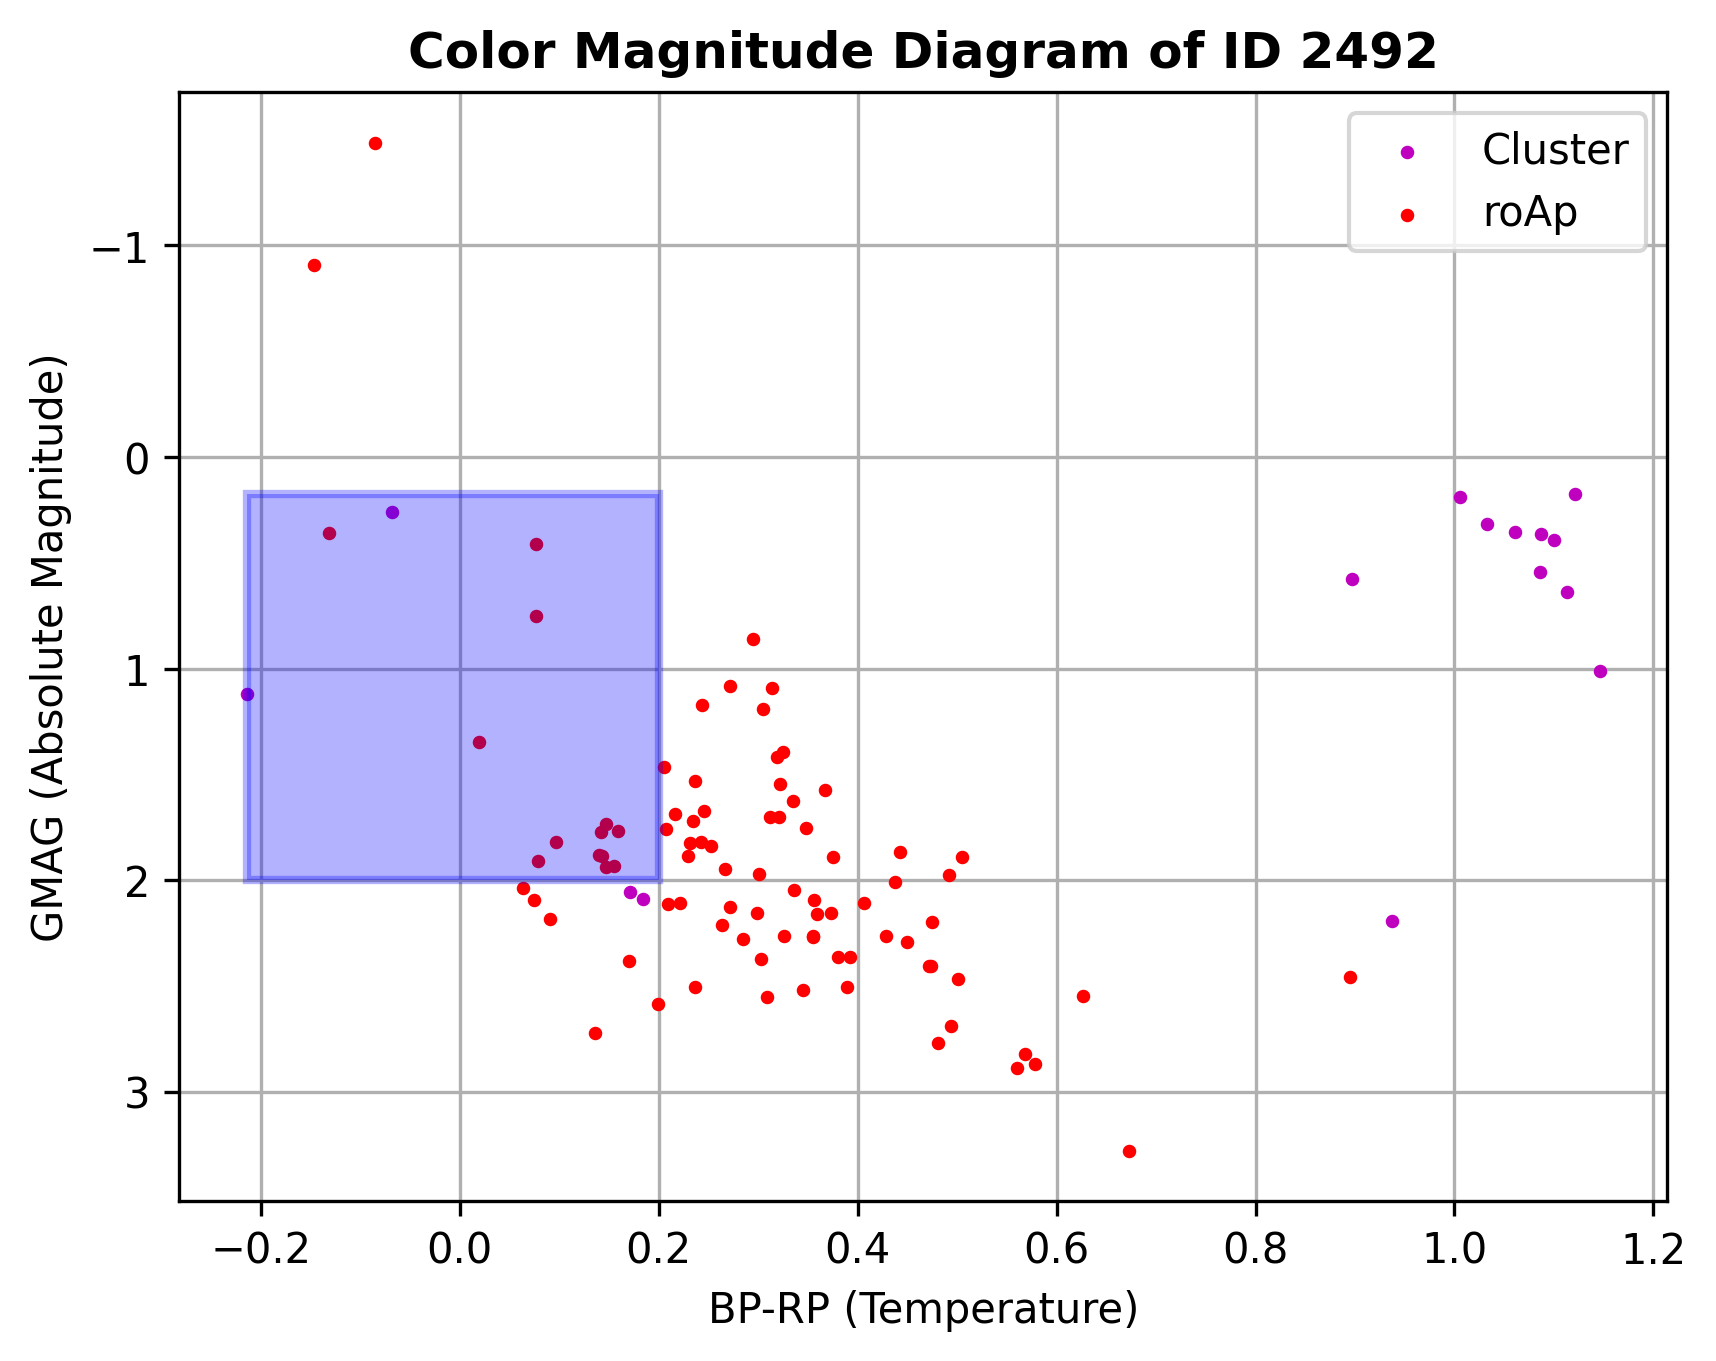 Color Magnitude Diagram of ID 2492
Cluster
roAp
−1
0
1
2
3
GMAG (Absolute Magnitude)
−0.2 0.0 0.2 0.4 0.6 0.8 1.0 1.2
BP-RP (Temperature)